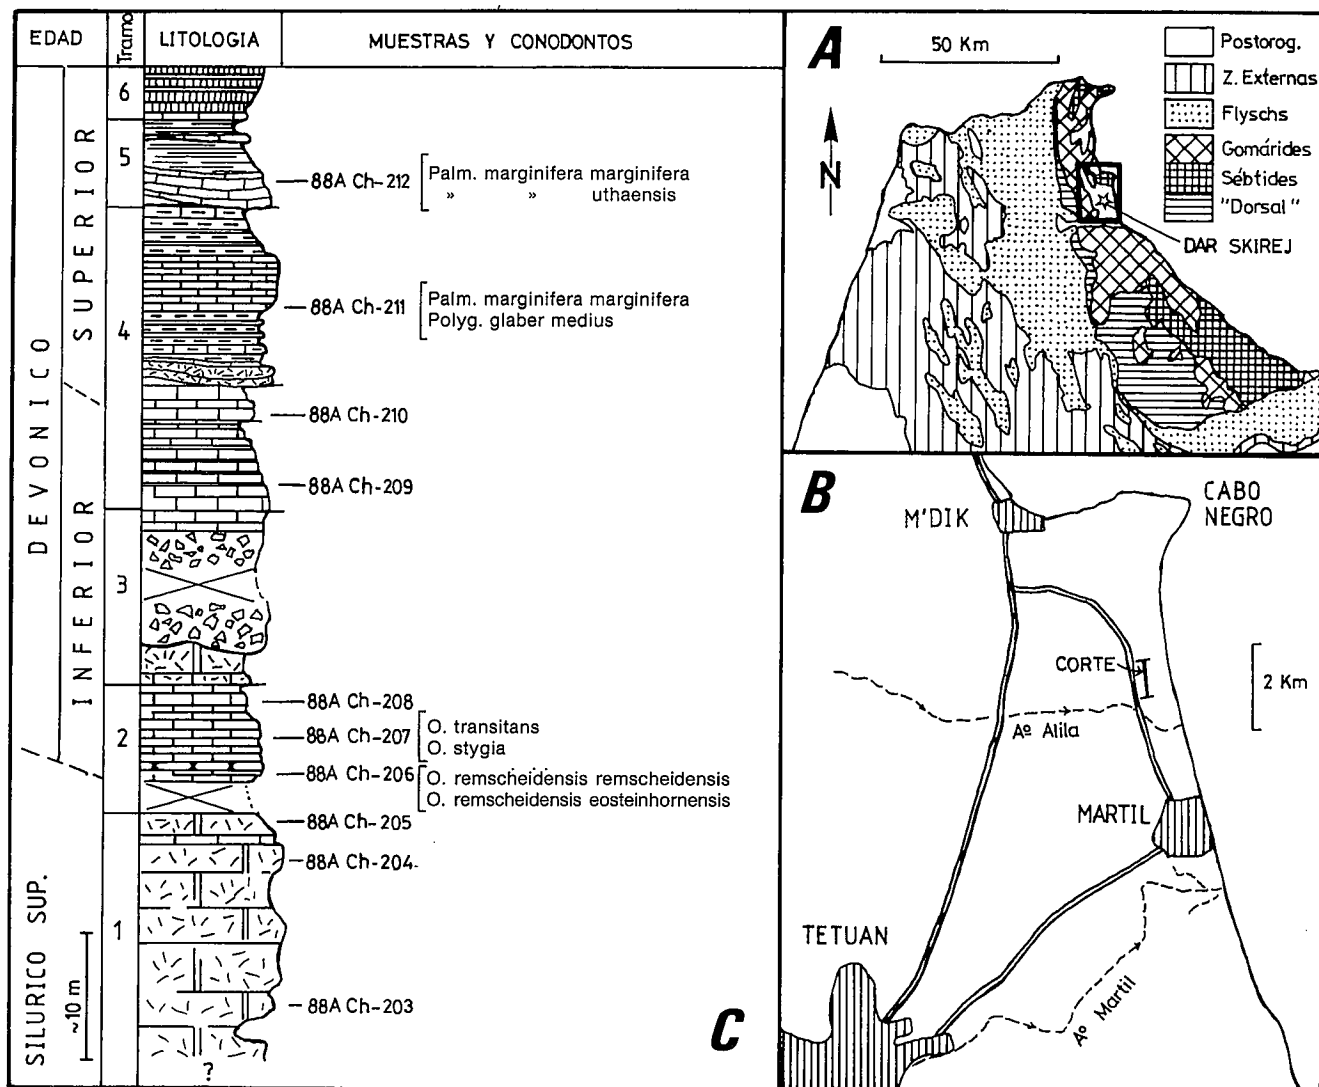 EDAD
Tramo
LITOLOGIA
MUESTRAS Y CONODONTOS
DEVONICO
SUPERIOR
INFERIOR
SILURICO SUP.
6
5
4
3
2
1
~10 m
?
88A Ch-212
Palm. marginifera marginifera
» » uthaensis
88A Ch-211
Palm. marginifera marginifera
Polyg. glaber medius
88A Ch-210
88A Ch-209
88A Ch-208
88A Ch-207
O. transitans
O. stygia
88A Ch-206
O. remscheidensis remscheidensis
O. remscheidensis eosteinhornensis
88A Ch-205
88A Ch-204
88A Ch-203
C
A
50 Km
N
Postorog.
Z. Externas
Flyschs
Gomárides
Sébtides
"Dorsal"
DAR SKIREJ
B
M'DIK
CABO
NEGRO
CORTE
2 Km
Aº Alila
MARTIL
TETUAN
Aº Martil